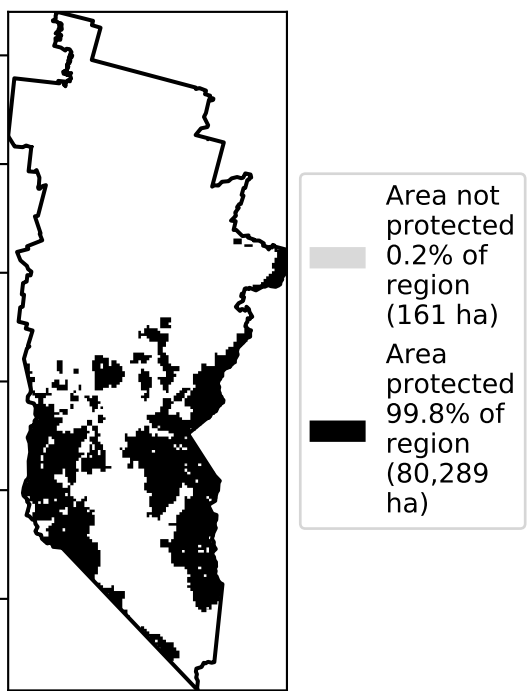 Area not
protected
0.2% of
region
(161 ha)
Area
protected
99.8% of
region
(80,289
ha)